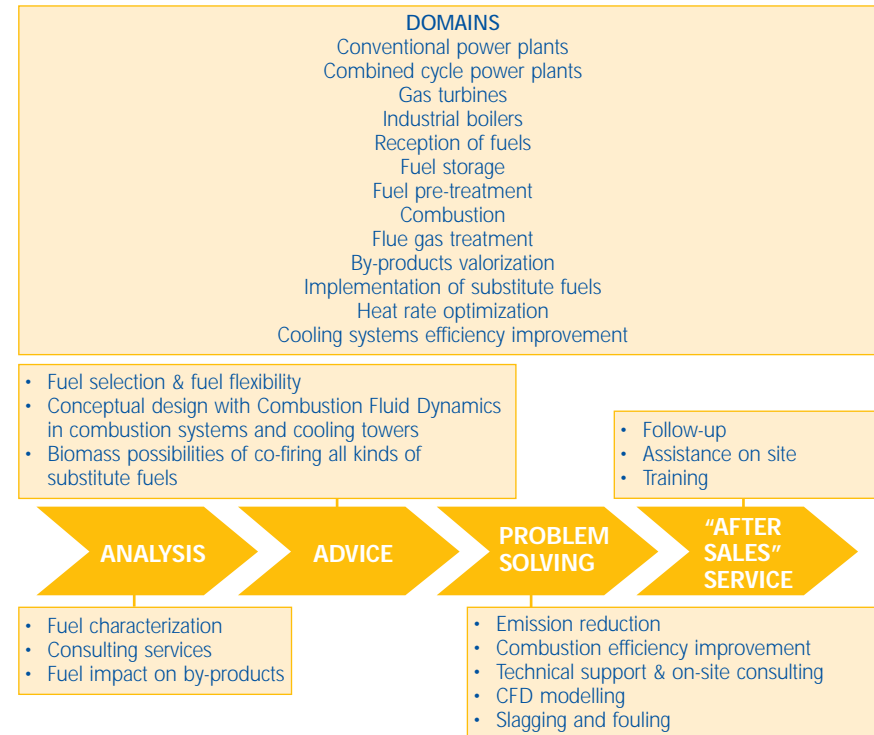 DOMAINS
Conventional power plants
Combined cycle power plants
Gas turbines
Industrial boilers
Reception of fuels
Fuel storage
Fuel pre-treatment
Combustion
Flue gas treatment
By-products valorization
Implementation of substitute fuels
Heat rate optimization
Cooling systems efficiency improvement
• Fuel selection & fuel flexibility
• Conceptual design with Combustion Fluid Dynamics
in combustion systems and cooling towers
• Biomass possibilities of co-firing all kinds of
substitute fuels
• Follow-up
• Assistance on site
• Training
ANALYSIS
ADVICE
PROBLEM
SOLVING
“AFTER
SALES”
SERVICE
• Fuel characterization
• Consulting services
• Fuel impact on by-products
• Emission reduction
• Combustion efficiency improvement
• Technical support & on-site consulting
• CFD modelling
• Slagging and fouling